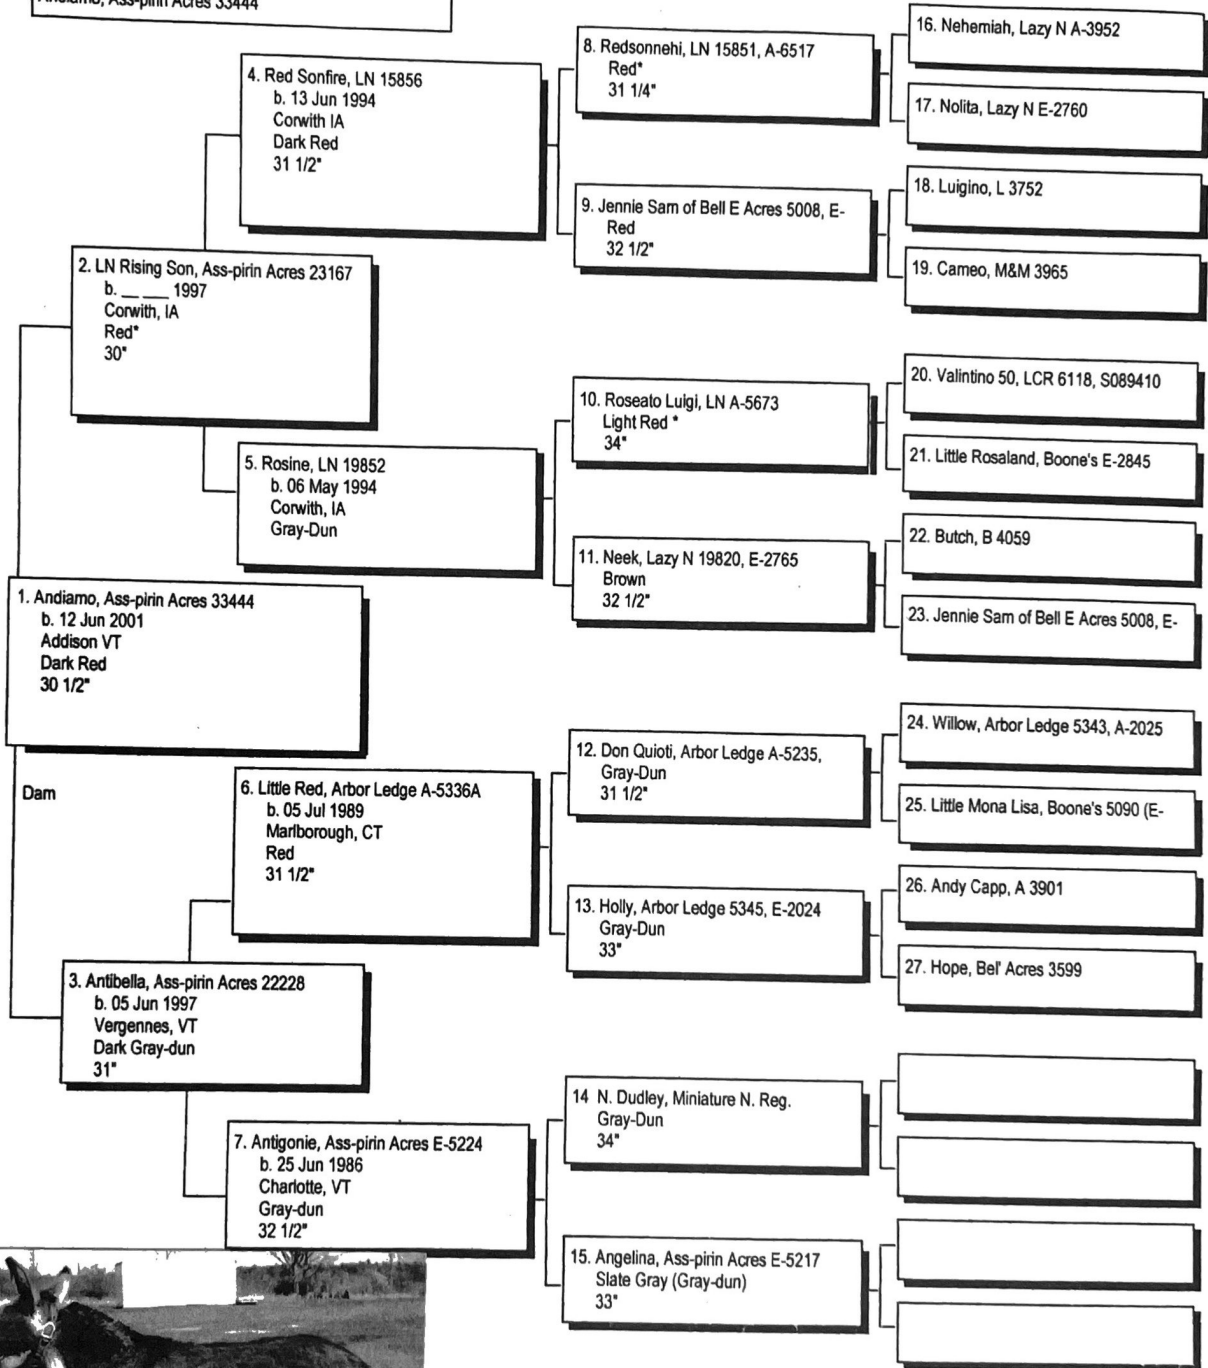 Andiamo, Ass-pirin Acres 33444
4. Red Sonfire, LN 15856
b. 13 Jun 1994
Corwith IA
Dark Red
31 1/2"
8. Redsonnehi, LN 15851, A-6517
Red*
31 1/4"
16. Nehemiah, Lazy N A-3952
17. Nolita, Lazy N E-2760
9. Jennie Sam of Bell E Acres 5008, E-
Red
32 1/2"
18. Luigino, L 3752
19. Cameo, M&M 3965
2. LN Rising Son, Ass-pirin Acres 23167
b. __ ___ 1997
Corwith, IA
Red*
30"
5. Rosine, LN 19852
b. 06 May 1994
Corwith, IA
Gray-Dun
10. Roseato Luigi, LN A-5673
Light Red *
34"
20. Valintino 50, LCR 6118, S089410
21. Little Rosaland, Boone's E-2845
11. Neek, Lazy N 19820, E-2765
Brown
32 1/2"
22. Butch, B 4059
23. Jennie Sam of Bell E Acres 5008, E-
1. Andiamo, Ass-pirin Acres 33444
b. 12 Jun 2001
Addison VT
Dark Red
30 1/2"
Dam
6. Little Red, Arbor Ledge A-5336A
b. 05 Jul 1989
Marlborough, CT
Red
31 1/2"
12. Don Quioti, Arbor Ledge A-5235,
Gray-Dun
31 1/2"
24. Willow, Arbor Ledge 5343, A-2025
25. Little Mona Lisa, Boone's 5090 (E-
13. Holly, Arbor Ledge 5345, E-2024
Gray-Dun
33"
26. Andy Capp, A 3901
27. Hope, Bel' Acres 3599
3. Antibella, Ass-pirin Acres 22228
b. 05 Jun 1997
Vergennes, VT
Dark Gray-dun
31"
7. Antigonie, Ass-pirin Acres E-5224
b. 25 Jun 1986
Charlotte, VT
Gray-dun
32 1/2"
14 N. Dudley, Miniature N. Reg.
Gray-Dun
34"
15. Angelina, Ass-pirin Acres E-5217
Slate Gray (Gray-dun)
33"